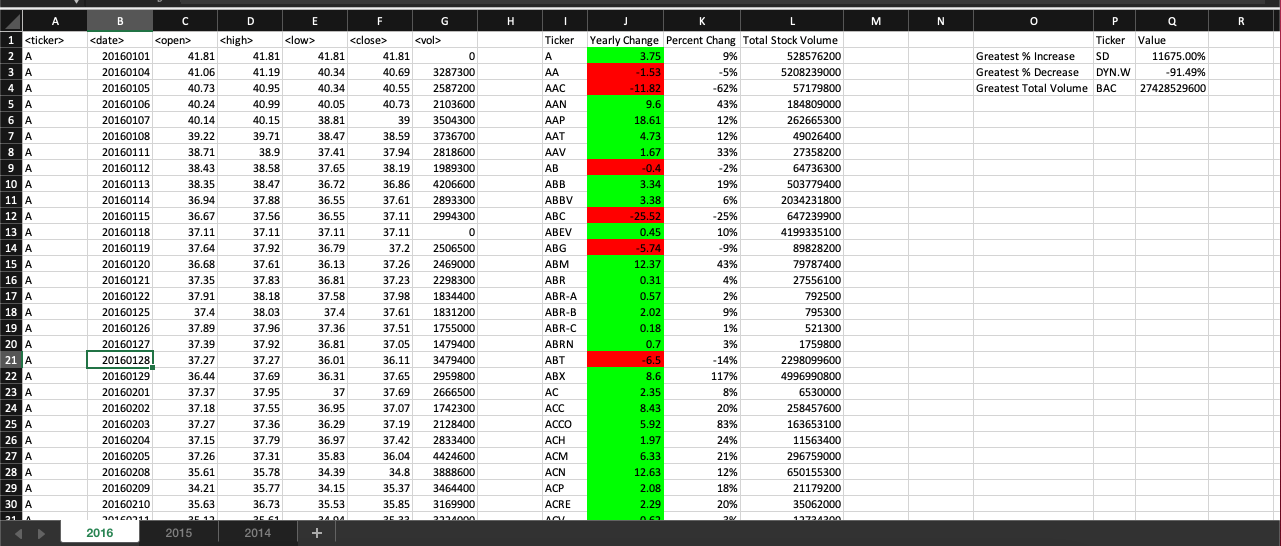 A B C D E F G H I J K L M N O P Q R
1 <ticker> <date> <open> <high> <low> <close> <vol> Ticker Yearly Change Percent Chang Total Stock Volume Ticker Value
2 A 20160101 41.81 41.81 41.81 41.81 0 A 3.75 9% 528576200 Greatest % Increase SD 11675.00%
3 A 20160104 41.06 41.19 40.34 40.69 3287300 AA -1.53 -5% 5208239000 Greatest % Decrease DYN.W -91.49%
4 A 20160105 40.73 40.95 40.34 40.55 2587200 AAC -11.82 -62% 57179800 Greatest Total Volume BAC 27428529600
5 A 20160106 40.24 40.99 40.05 40.73 2103600 AAN 9.6 43% 184809000
6 A 20160107 40.14 40.15 38.81 39 3504300 AAP 18.61 12% 262665300
7 A 20160108 39.22 39.71 38.47 38.59 3736700 AAT 4.73 12% 49026400
8 A 20160111 38.71 38.9 37.41 37.94 2818600 AAV 1.67 33% 27358200
9 A 20160112 38.43 38.58 37.65 38.19 1989300 AB -0.4 -2% 64736300
10 A 20160113 38.35 38.47 36.72 36.86 4206600 ABB 3.34 19% 503779400
11 A 20160114 36.94 37.88 36.55 37.61 2893300 ABBV 3.38 6% 2034231800
12 A 20160115 36.67 37.56 36.55 37.11 2994300 ABC -25.52 -25% 647239900
13 A 20160118 37.11 37.11 37.11 37.11 0 ABEV 0.45 10% 4199335100
14 A 20160119 37.64 37.92 36.79 37.2 2506500 ABG -5.74 -9% 89828200
15 A 20160120 36.68 37.61 36.13 37.26 2469000 ABM 12.37 43% 79787400
16 A 20160121 37.35 37.83 36.81 37.23 2298300 ABR 0.31 4% 27556100
17 A 20160122 37.91 38.18 37.58 37.98 1834400 ABR-A 0.57 2% 792500
18 A 20160125 37.4 38.03 37.4 37.61 1831200 ABR-B 2.02 9% 795300
19 A 20160126 37.89 37.96 37.36 37.51 1755000 ABR-C 0.18 1% 521300
20 A 20160127 37.39 37.92 36.81 37.05 1479400 ABRN 0.7 3% 1759800
21 A 20160128 37.27 37.27 36.01 36.11 3479400 ABT -6.5 -14% 2298099600
22 A 20160129 36.44 37.69 36.31 37.65 2959800 ABX 8.6 117% 4996990800
23 A 20160201 37.37 37.95 37 37.69 2666500 AC 2.35 8% 6530000
24 A 20160202 37.18 37.55 36.95 37.07 1742300 ACC 8.43 20% 258457600
25 A 20160203 37.27 37.36 36.29 37.19 2128400 ACCO 5.92 83% 163653100
26 A 20160204 37.15 37.79 36.97 37.42 2833400 ACH 1.97 24% 11563400
27 A 20160205 37.26 37.31 35.83 36.04 4424600 ACM 6.33 21% 296759000
28 A 20160208 35.61 35.78 34.39 34.8 3888600 ACN 12.63 12% 650155300
29 A 20160209 34.21 35.77 34.15 35.37 3464400 ACP 2.08 18% 21179200
30 A 20160210 35.63 36.73 35.53 35.85 3169900 ACRE 2.29 20% 35062000
2016 2015 2014 +